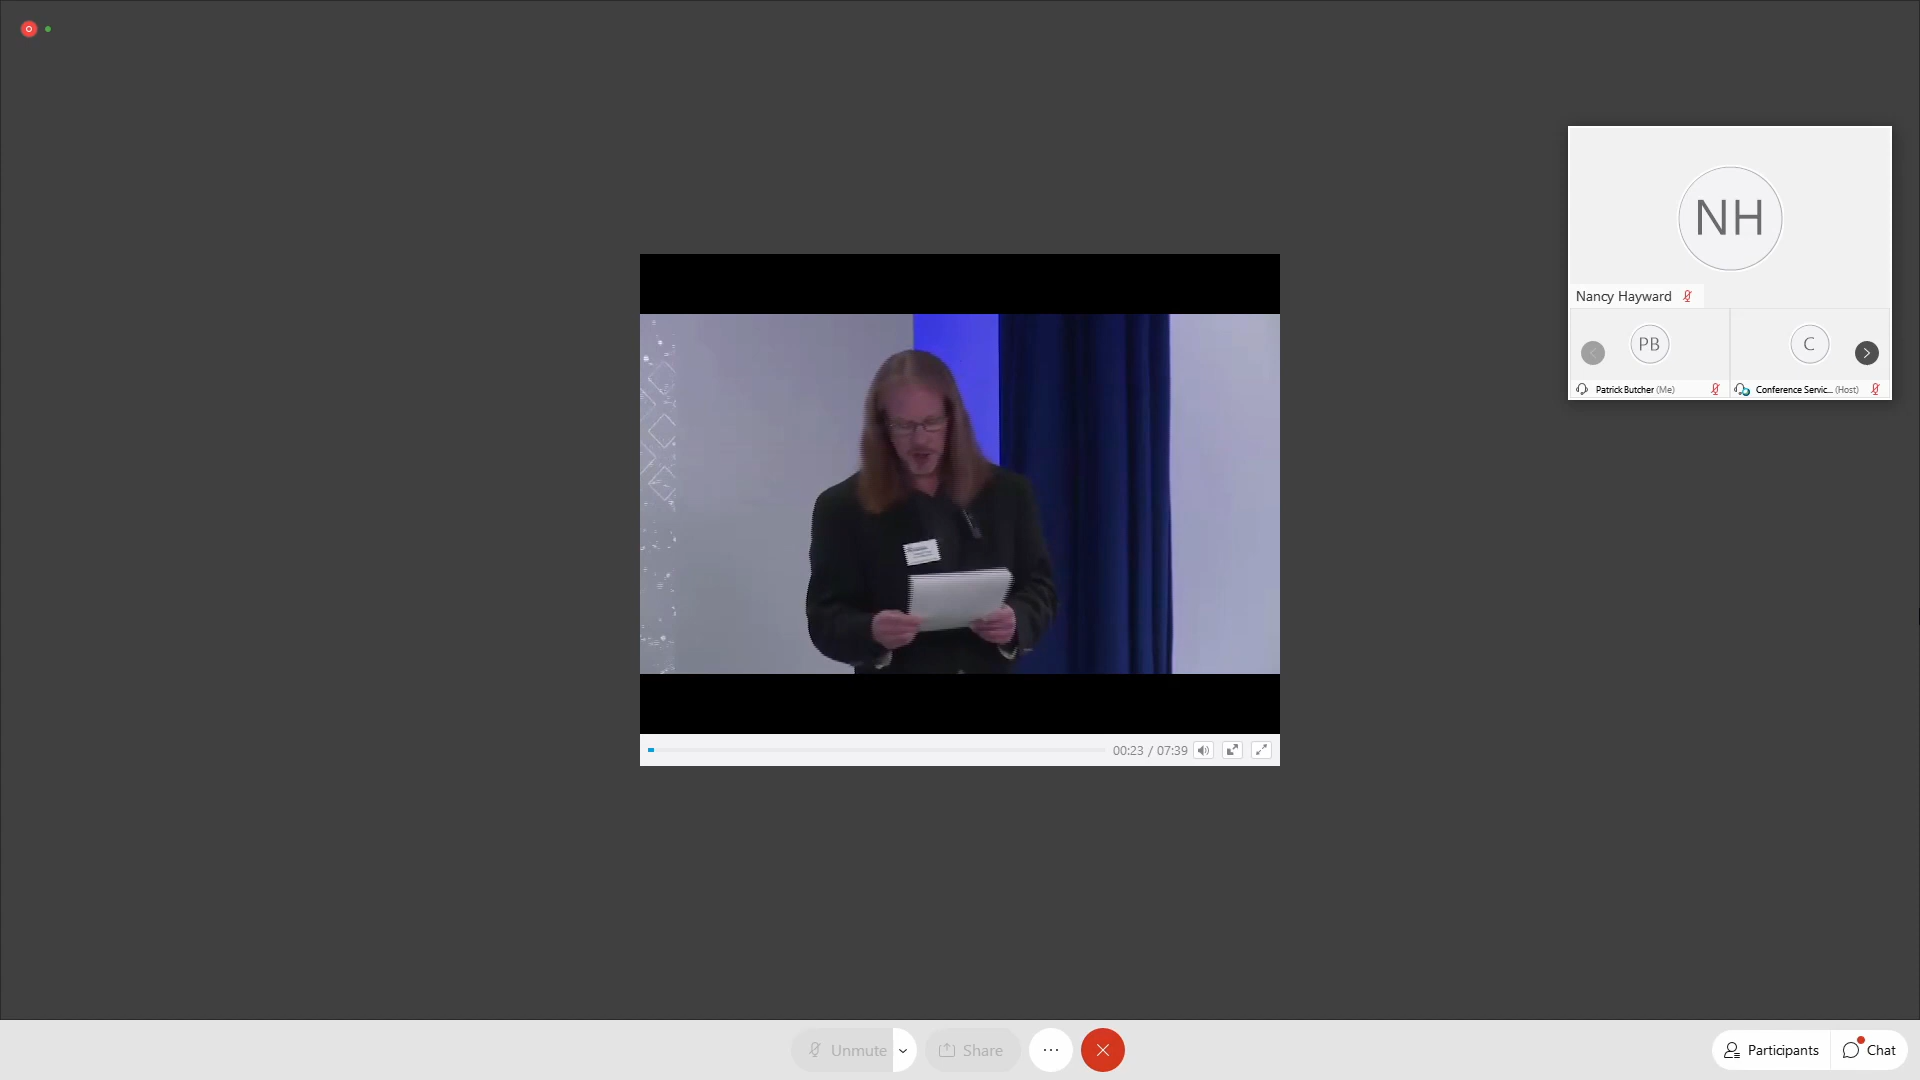 NH
Nancy Hayward
PB
C
Patrick Butcher (Me)
Conference Servic... (Host)
00:23 / 07:39
Unmute
Share
Participants
Chat